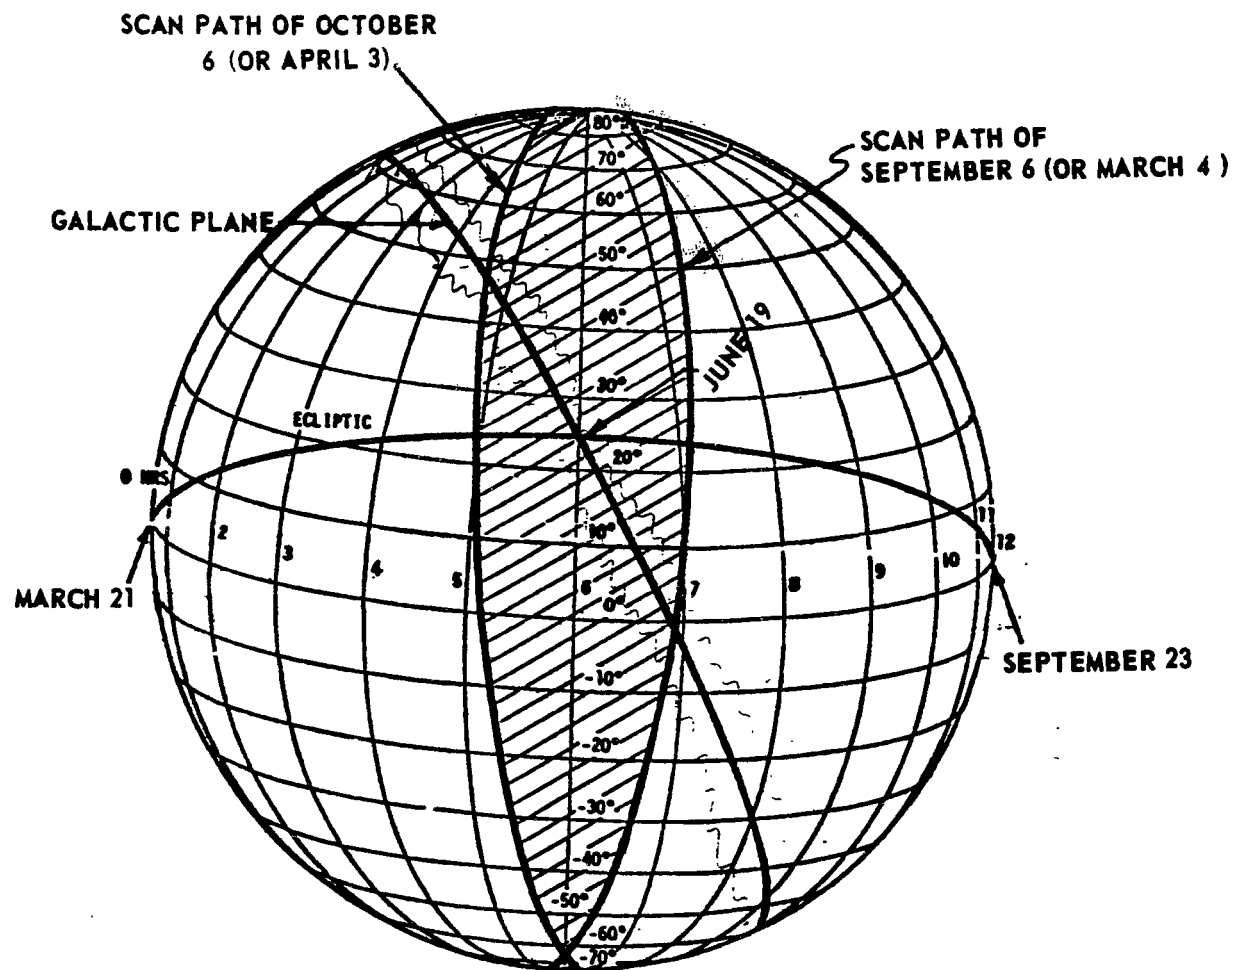 SCAN PATH OF OCTOBER
6 (OR APRIL 3)
SCAN PATH OF
SEPTEMBER 6 (OR MARCH 4)
GALACTIC PLANE
80°
70°
60°
50°
40°
JUNE 19
30°
ECLIPTIC
20°
0 HRS
10°
2
3
4
5
6
7
8
9
10
11
12
0°
MARCH 21
SEPTEMBER 23
-10°
-20°
-30°
-40°
-50°
-60°
-70°